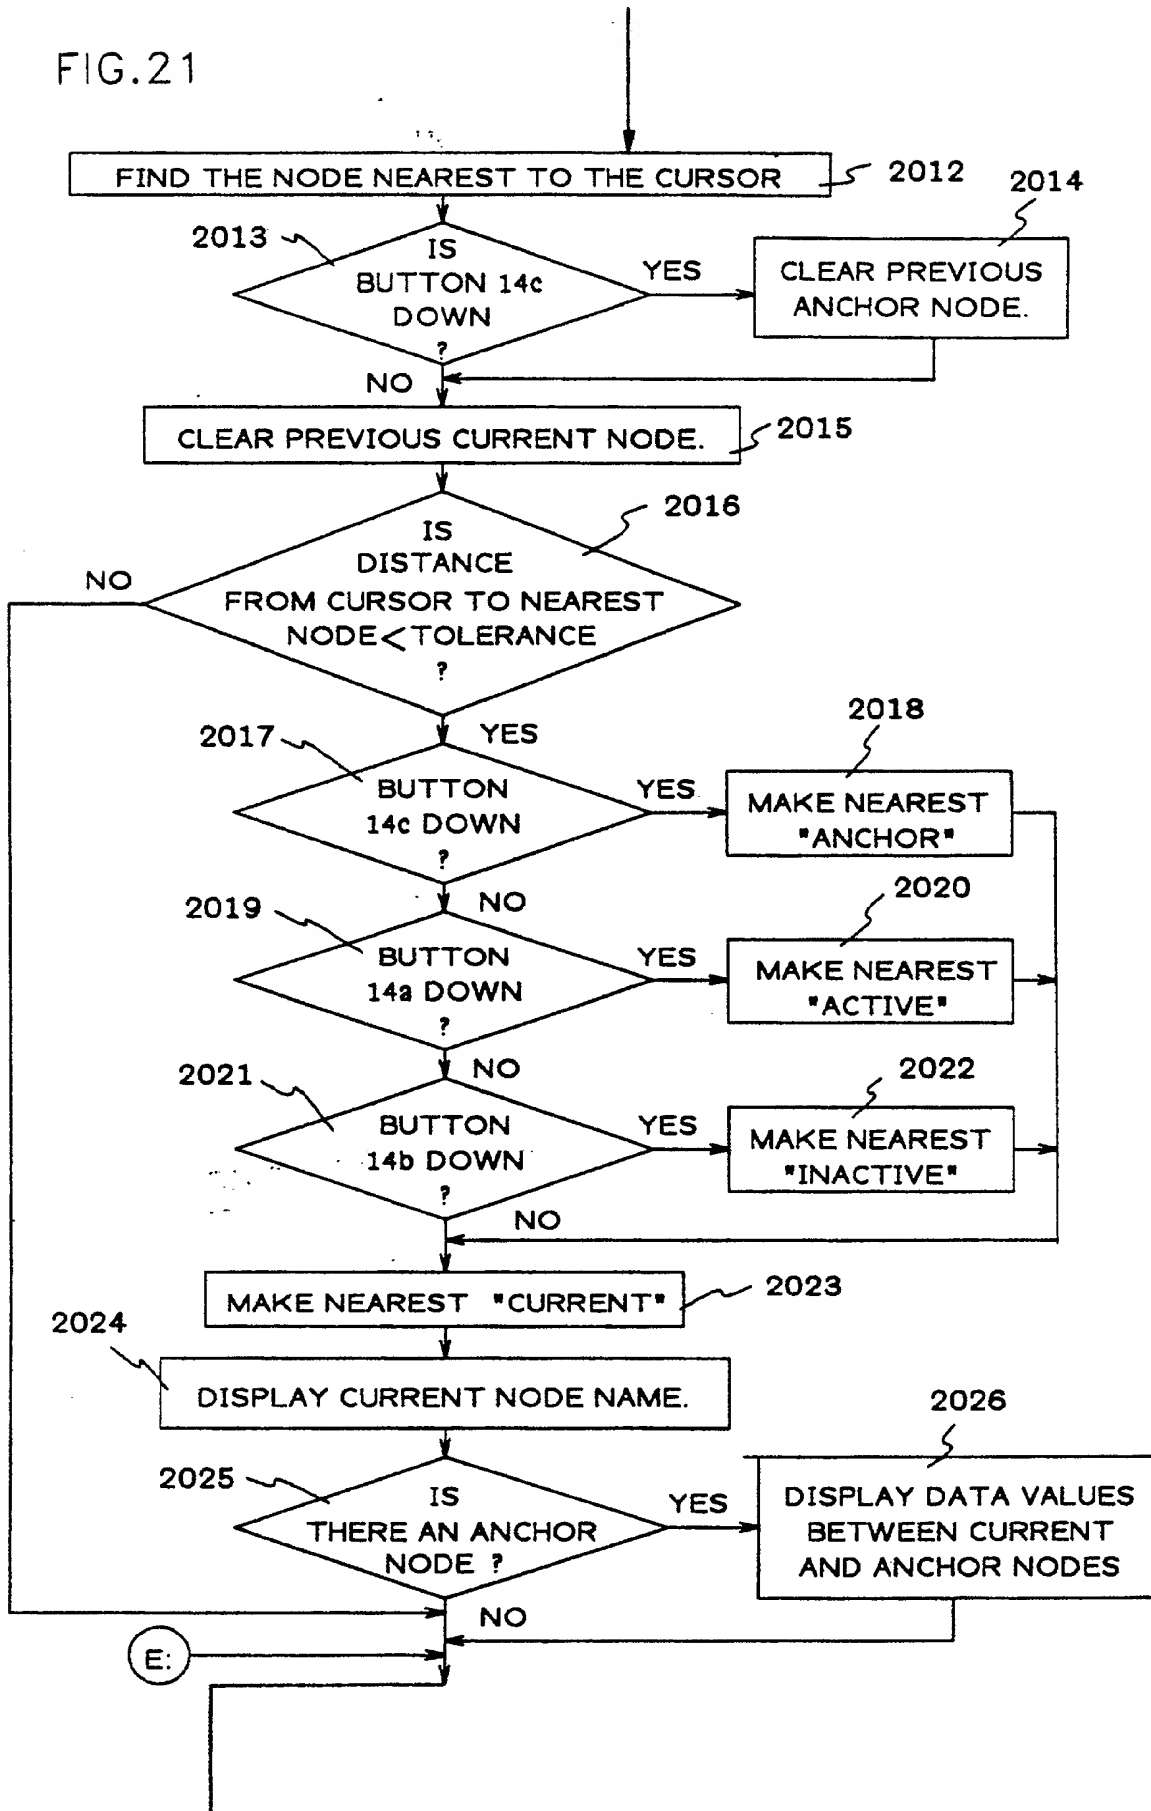 FIG.21
FIND THE NODE NEAREST TO THE CURSOR
2012
2013
IS
BUTTON 14c
DOWN
?
YES
2014
CLEAR PREVIOUS
ANCHOR NODE.
NO
CLEAR PREVIOUS CURRENT NODE.
2015
2016
IS
DISTANCE
FROM CURSOR TO NEAREST
NODE<TOLERANCE
?
NO
YES
2017
BUTTON
14c DOWN
?
YES
2018
MAKE NEAREST
"ANCHOR"
NO
2019
BUTTON
14a DOWN
?
YES
2020
MAKE NEAREST
"ACTIVE"
NO
2021
BUTTON
14b DOWN
?
YES
2022
MAKE NEAREST
"INACTIVE"
NO
MAKE NEAREST "CURRENT"
2023
2024
DISPLAY CURRENT NODE NAME.
2025
IS
THERE AN ANCHOR
NODE ?
YES
2026
DISPLAY DATA VALUES
BETWEEN CURRENT
AND ANCHOR NODES
NO
E: